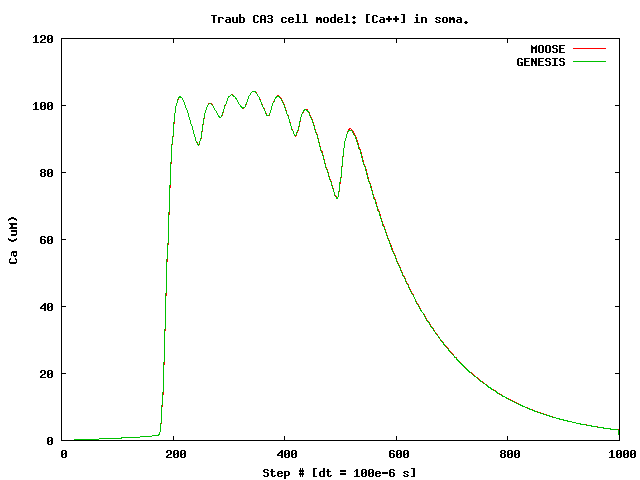 Traub CA3 cell model: [Ca++] in soma.
120
MOOSE
GENESIS
100
80
60
Ca (uM)
40
20
0
0 200 400 600 800 1000
Step # [dt = 100e-6 s]